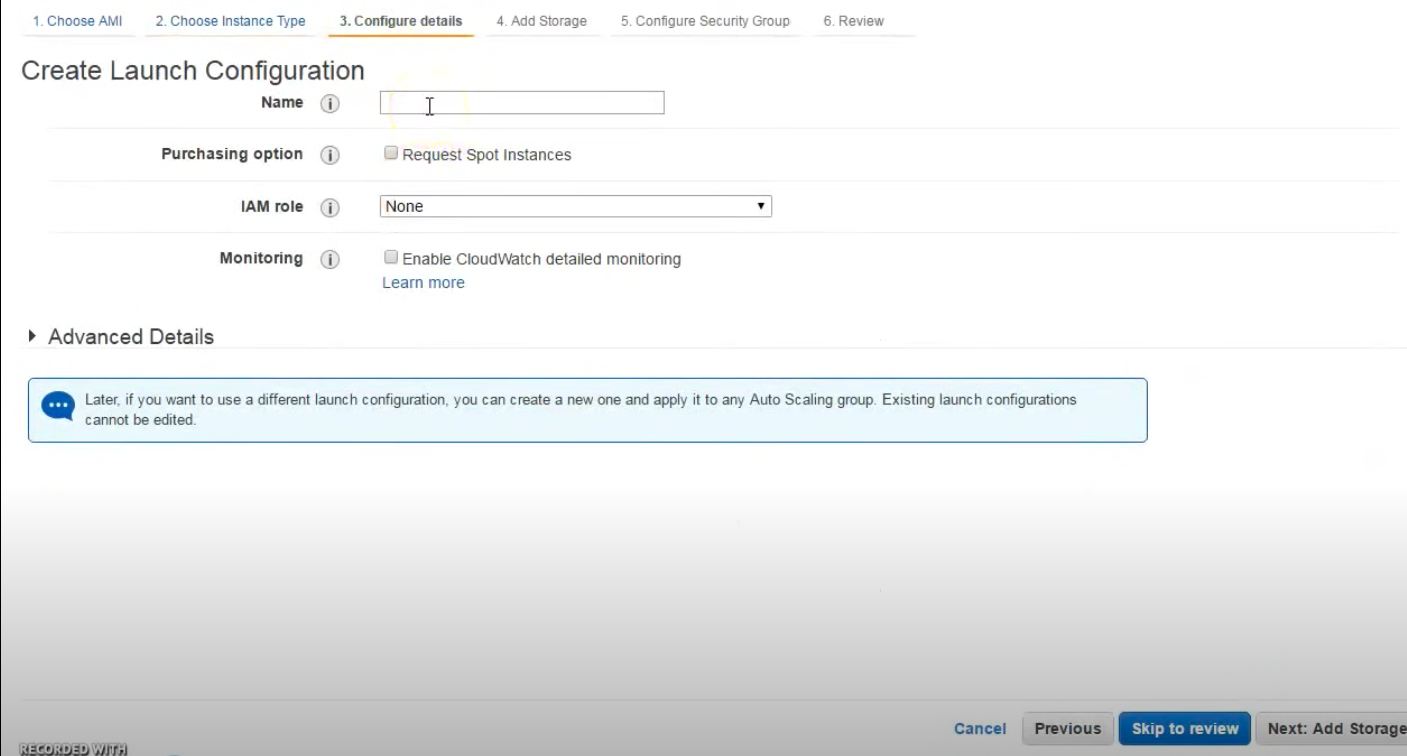 1. Choose AMI 2. Choose Instance Type 3. Configure details 4. Add Storage 5. Configure Security Group 6. Review
Create Launch Configuration
Name i
Purchasing option i Request Spot Instances
IAM role i None
Monitoring i Enable CloudWatch detailed monitoring
Learn more
Advanced Details
Later, if you want to use a different launch configuration, you can create a new one and apply it to any Auto Scaling group. Existing launch configurations
cannot be edited.
Cancel Previous Skip to review Next: Add Storage
RECORDED WITH